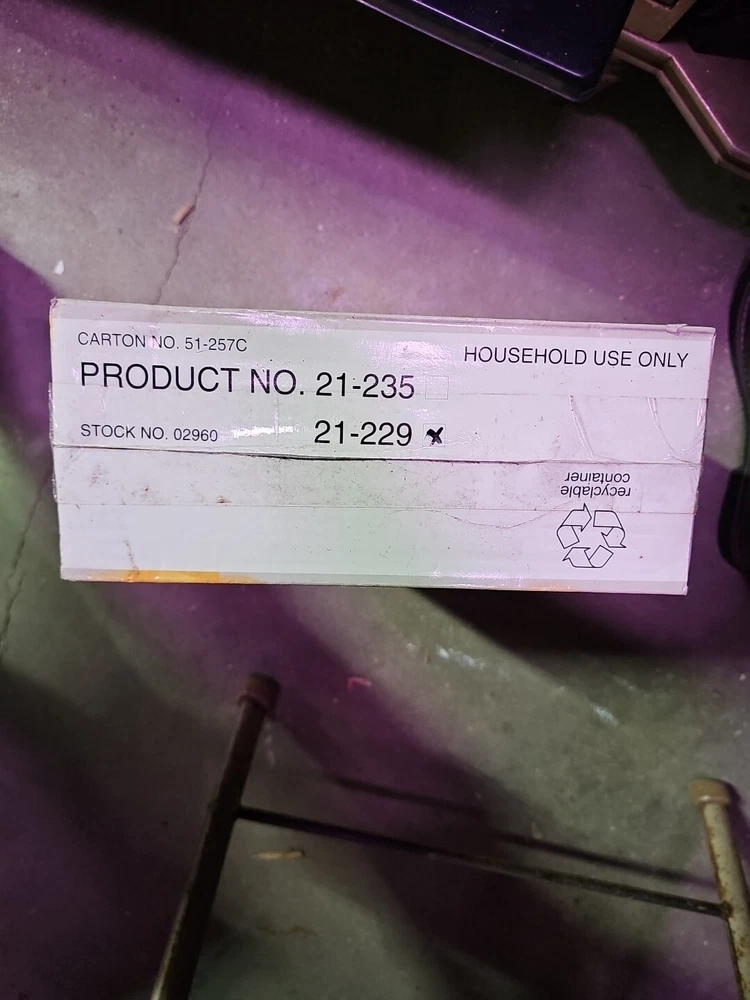 CARTON NO. 51-257C
HOUSEHOLD USE ONLY
PRODUCT NO. 21-235
STOCK NO. 02960 21-229 X
recyclable
container